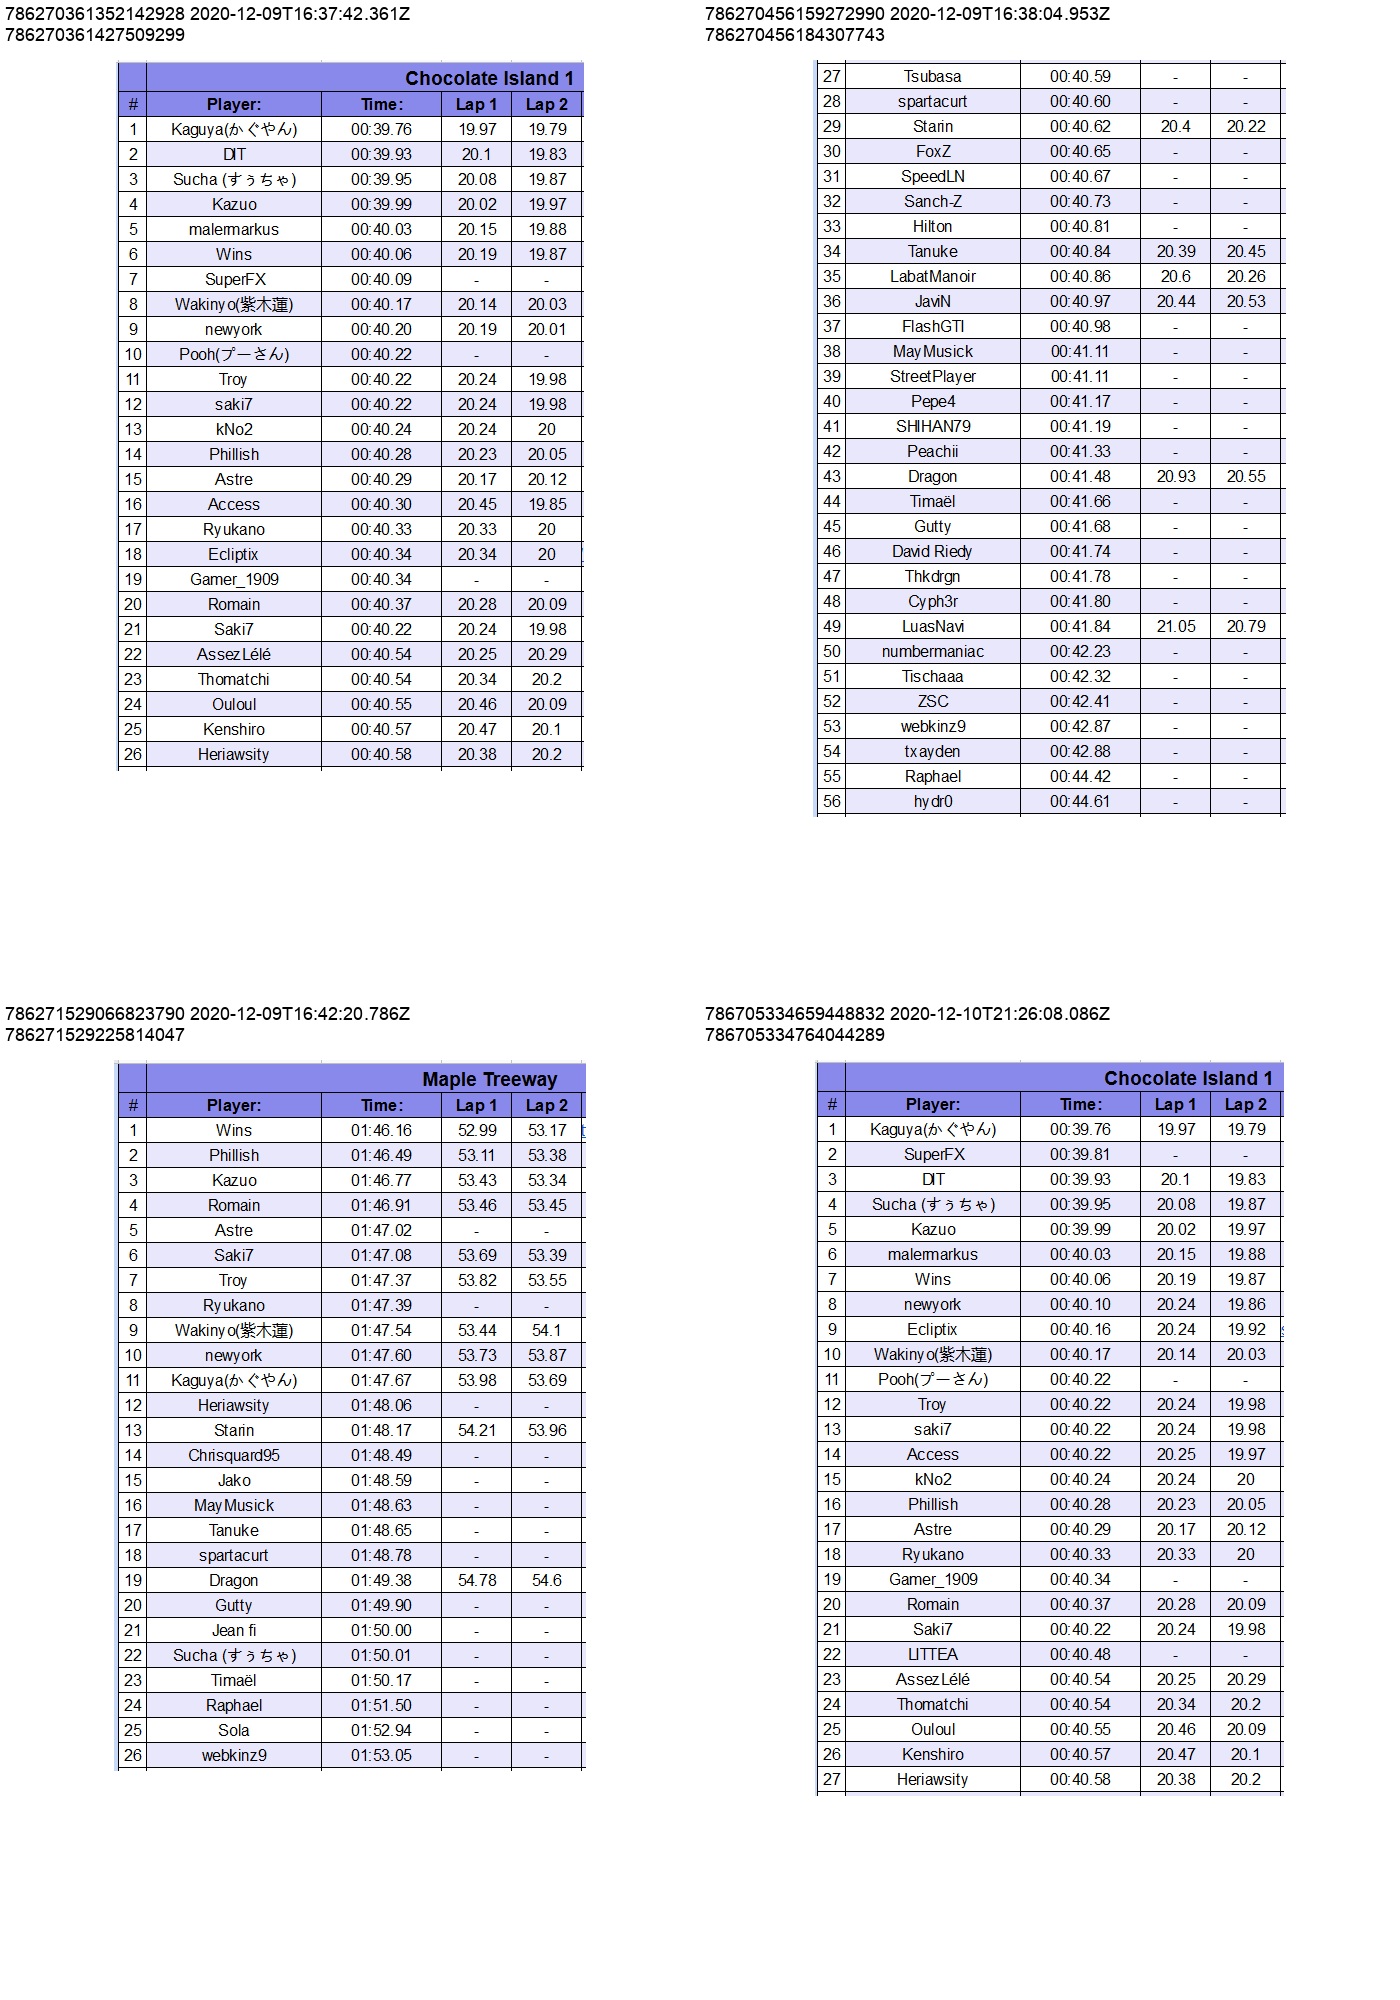 786270361352142928 2020-12-09T16:37:42.361Z
786270361427509299
Chocolate Island 1
# Player: Time: Lap 1 Lap 2
1 Kaguya(かぐやん) 00:39.76 19.97 19.79
2 DIT 00:39.93 20.1 19.83
3 Sucha (すぅちゃ) 00:39.95 20.08 19.87
4 Kazuo 00:39.99 20.02 19.97
5 malermarkus 00:40.03 20.15 19.88
6 Wins 00:40.06 20.19 19.87
7 SuperFX 00:40.09 - -
8 Wakinyo(紫木蓮) 00:40.17 20.14 20.03
9 newyork 00:40.20 20.19 20.01
10 Pooh(プーさん) 00:40.22 - -
11 Troy 00:40.22 20.24 19.98
12 saki7 00:40.22 20.24 19.98
13 kNo2 00:40.24 20.24 20
14 Phillish 00:40.28 20.23 20.05
15 Astre 00:40.29 20.17 20.12
16 Access 00:40.30 20.45 19.85
17 Ryukano 00:40.33 20.33 20
18 Ecliptix 00:40.34 20.34 20
19 Gamer_1909 00:40.34 - -
20 Romain 00:40.37 20.28 20.09
21 Saki7 00:40.22 20.24 19.98
22 AssezLélé 00:40.54 20.25 20.29
23 Thomatchi 00:40.54 20.34 20.2
24 Ouloul 00:40.55 20.46 20.09
25 Kenshiro 00:40.57 20.47 20.1
26 Heriawsity 00:40.58 20.38 20.2
786270456159272990 2020-12-09T16:38:04.953Z
786270456184307743
27 Tsubasa 00:40.59 - -
28 spartacurt 00:40.60 - -
29 Starin 00:40.62 20.4 20.22
30 FoxZ 00:40.65 - -
31 SpeedLN 00:40.67 - -
32 Sanch-Z 00:40.73 - -
33 Hilton 00:40.81 - -
34 Tanuke 00:40.84 20.39 20.45
35 LabatManoir 00:40.86 20.6 20.26
36 JaviN 00:40.97 20.44 20.53
37 FlashGTI 00:40.98 - -
38 MayMusick 00:41.11 - -
39 StreetPlayer 00:41.11 - -
40 Pepe4 00:41.17 - -
41 SHIHAN79 00:41.19 - -
42 Peachii 00:41.33 - -
43 Dragon 00:41.48 20.93 20.55
44 Timaël 00:41.66 - -
45 Gutty 00:41.68 - -
46 David Riedy 00:41.74 - -
47 Thkdrgn 00:41.78 - -
48 Cyph3r 00:41.80 - -
49 LuasNavi 00:41.84 21.05 20.79
50 numbermaniac 00:42.23 - -
51 Tischaaa 00:42.32 - -
52 ZSC 00:42.41 - -
53 webkinz9 00:42.87 - -
54 txayden 00:42.88 - -
55 Raphael 00:44.42 - -
56 hydr0 00:44.61 - -
786271529066823790 2020-12-09T16:42:20.786Z
786271529225814047
Maple Treeway
# Player: Time: Lap 1 Lap 2
1 Wins 01:46.16 52.99 53.17
2 Phillish 01:46.49 53.11 53.38
3 Kazuo 01:46.77 53.43 53.34
4 Romain 01:46.91 53.46 53.45
5 Astre 01:47.02 - -
6 Saki7 01:47.08 53.69 53.39
7 Troy 01:47.37 53.82 53.55
8 Ryukano 01:47.39 - -
9 Wakinyo(紫木蓮) 01:47.54 53.44 54.1
10 newyork 01:47.60 53.73 53.87
11 Kaguya(かぐやん) 01:47.67 53.98 53.69
12 Heriawsity 01:48.06 - -
13 Starin 01:48.17 54.21 53.96
14 Chrisquard95 01:48.49 - -
15 Jako 01:48.59 - -
16 MayMusick 01:48.63 - -
17 Tanuke 01:48.65 - -
18 spartacurt 01:48.78 - -
19 Dragon 01:49.38 54.78 54.6
20 Gutty 01:49.90 - -
21 Jean fi 01:50.00 - -
22 Sucha (すぅちゃ) 01:50.01 - -
23 Timaël 01:50.17 - -
24 Raphael 01:51.50 - -
25 Sola 01:52.94 - -
26 webkinz9 01:53.05 - -
786705334659448832 2020-12-10T21:26:08.086Z
786705334764044289
Chocolate Island 1
# Player: Time: Lap 1 Lap 2
1 Kaguya(かぐやん) 00:39.76 19.97 19.79
2 SuperFX 00:39.81 - -
3 DIT 00:39.93 20.1 19.83
4 Sucha (すぅちゃ) 00:39.95 20.08 19.87
5 Kazuo 00:39.99 20.02 19.97
6 malermarkus 00:40.03 20.15 19.88
7 Wins 00:40.06 20.19 19.87
8 newyork 00:40.10 20.24 19.86
9 Ecliptix 00:40.16 20.24 19.92
10 Wakinyo(紫木蓮) 00:40.17 20.14 20.03
11 Pooh(プーさん) 00:40.22 - -
12 Troy 00:40.22 20.24 19.98
13 saki7 00:40.22 20.24 19.98
14 Access 00:40.22 20.25 19.97
15 kNo2 00:40.24 20.24 20
16 Phillish 00:40.28 20.23 20.05
17 Astre 00:40.29 20.17 20.12
18 Ryukano 00:40.33 20.33 20
19 Gamer_1909 00:40.34 - -
20 Romain 00:40.37 20.28 20.09
21 Saki7 00:40.22 20.24 19.98
22 LITTEA 00:40.48 - -
23 AssezLélé 00:40.54 20.25 20.29
24 Thomatchi 00:40.54 20.34 20.2
25 Ouloul 00:40.55 20.46 20.09
26 Kenshiro 00:40.57 20.47 20.1
27 Heriawsity 00:40.58 20.38 20.2